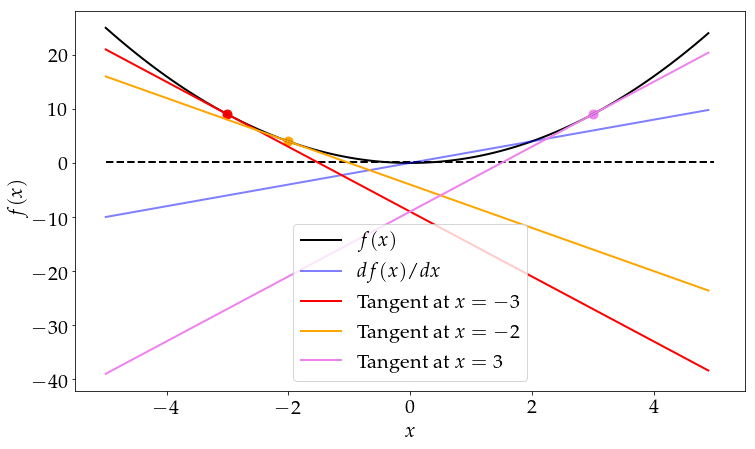 20
10
0
−10
−20
−30
−40
f(x)
f(x)
df(x)/dx
Tangent at x = −3
Tangent at x = −2
Tangent at x = 3
−4 −2 0 2 4
x